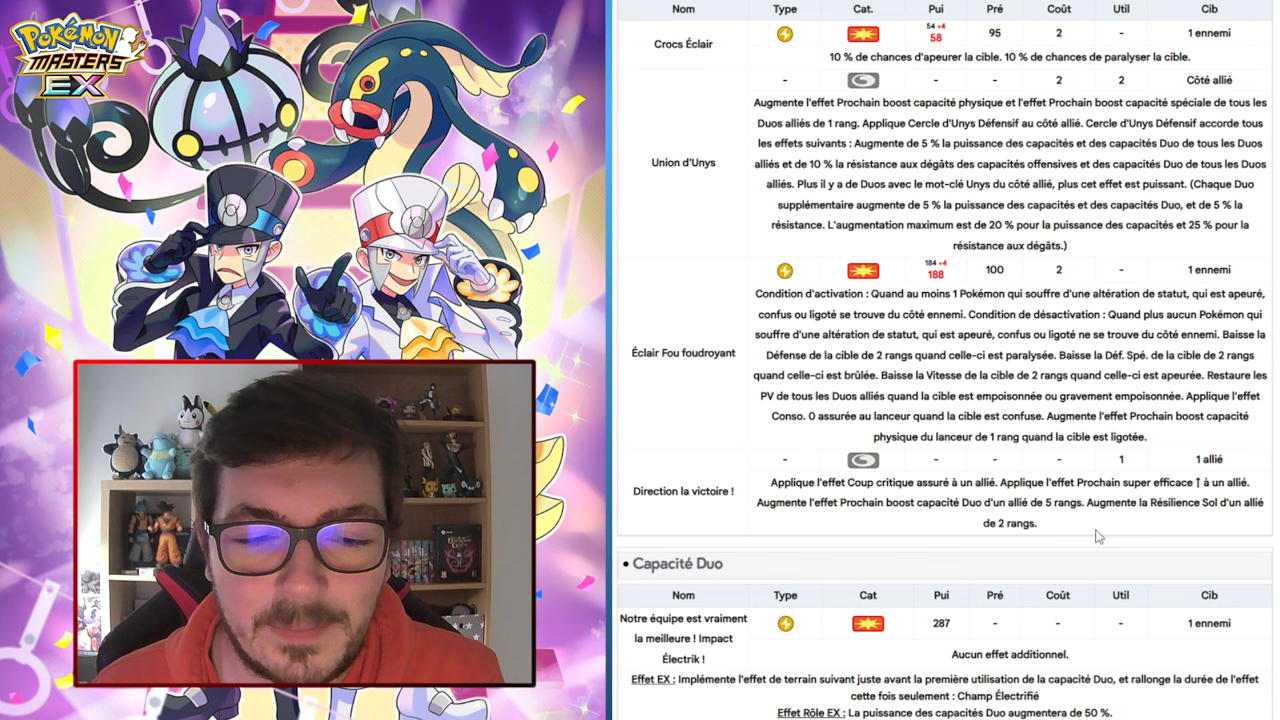 POKÉMON
MASTERS
EX
Nom Type Cat. Pui Pré Coût Util Cib
Crocs Éclair 54 +4 58 95 2 - 1 ennemi
10 % de chances d'apeurer la cible. 10 % de chances de paralyser la cible.
Union d'Unys - - - 2 2 Côté allié
Augmente l'effet Prochain boost capacité physique et l'effet Prochain boost capacité spéciale de tous les
Duos alliés de 1 rang. Applique Cercle d'Unys Défensif au côté allié. Cercle d'Unys Défensif accorde tous
les effets suivants : Augmente de 5 % la puissance des capacités et des capacités Duo de tous les Duos
alliés et de 10 % la résistance aux dégâts des capacités offensives et des capacités Duo de tous les Duos
alliés. Plus il y a de Duos avec le mot-clé Unys du côté allié, plus cet effet est puissant. (Chaque Duo
supplémentaire augmente de 5 % la puissance des capacités et des capacités Duo, et de 5 % la
résistance. L'augmentation maximum est de 20 % pour la puissance des capacités et 25 % pour la
résistance aux dégâts.)
Éclair Fou foudroyant 184 +4 188 100 2 - 1 ennemi
Condition d'activation : Quand au moins 1 Pokémon qui souffre d'une altération de statut, qui est apeuré,
confus ou ligoté se trouve du côté ennemi. Condition de désactivation : Quand plus aucun Pokémon qui
souffre d'une altération de statut, qui est apeuré, confus ou ligoté ne se trouve du côté ennemi. Baisse la
Défense de la cible de 2 rangs quand celle-ci est paralysée. Baisse la Déf. Spé. de la cible de 2 rangs
quand celle-ci est brûlée. Baisse la Vitesse de la cible de 2 rangs quand celle-ci est apeurée. Restaure les
PV de tous les Duos alliés quand la cible est empoisonnée ou gravement empoisonnée. Applique l'effet
Conso. 0 assurée au lanceur quand la cible est confuse. Augmente l'effet Prochain boost capacité
physique du lanceur de 1 rang quand la cible est ligotée.
Direction la victoire ! - - - - 1 1 allié
Applique l'effet Coup critique assuré à un allié. Applique l'effet Prochain super efficace ↑ à un allié.
Augmente l'effet Prochain boost capacité Duo d'un allié de 5 rangs. Augmente la Résilience Sol d'un allié
de 2 rangs.
• Capacité Duo
Nom Type Cat Pui Pré Coût Util Cib
Notre équipe est vraiment
la meilleure ! Impact
Électrik ! 287 - - - 1 ennemi
Aucun effet additionnel.
Effet EX : Implémente l'effet de terrain suivant juste avant la première utilisation de la capacité Duo, et rallonge la durée de l'effet
cette fois seulement : Champ Électrifié
Effet Rôle EX : La puissance des capacités Duo augmentera de 50 %.